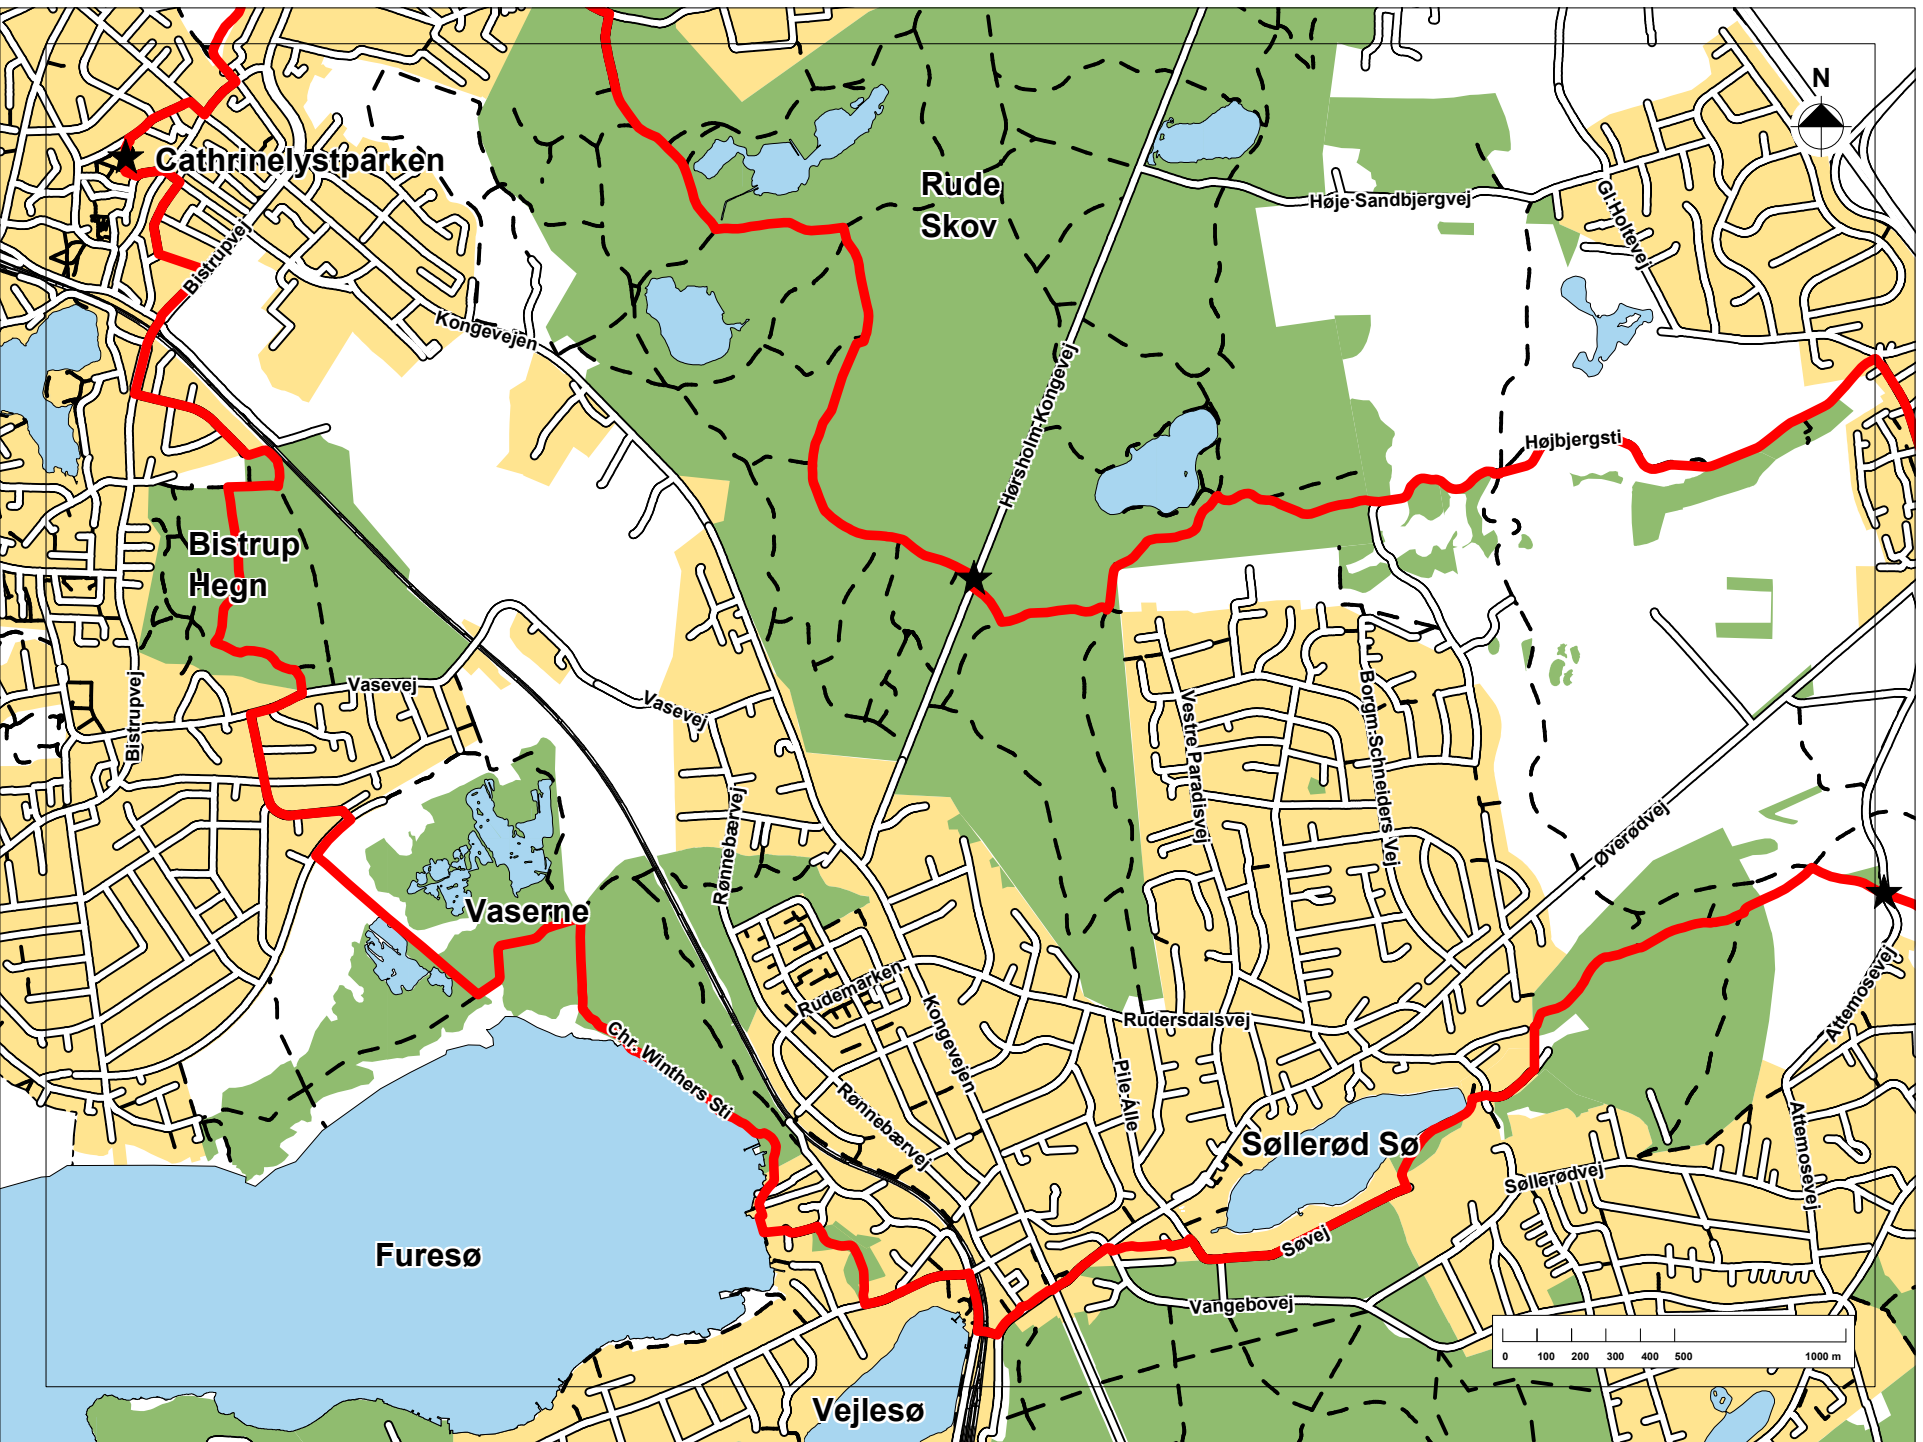 N
Cathrinelystparken
Rude
Skov
Høje Sandbjergvej
Gl. Holtevej
Bistrupvej
Kongevejen
Hørsholm Kongevej
Højbjergsti
Bistrup
Hegn
Vasevej
Vasevej
Bistrupvej
Vestre Paradisvej
Borgm. Schneiders Vej
Rønnebærvej
Øverødvej
Vaserne
Rudemarken
Kongevejen
Rudersdalsvej
Attemosevej
Chr. Winthers Sti
Rønnebærvej
Pile Alle
Attemosevej
Søllerød Sø
Søllerødvej
Søvej
Furesø
Vangebovej
0 100 200 300 400 500 1000 m
Vejlesø